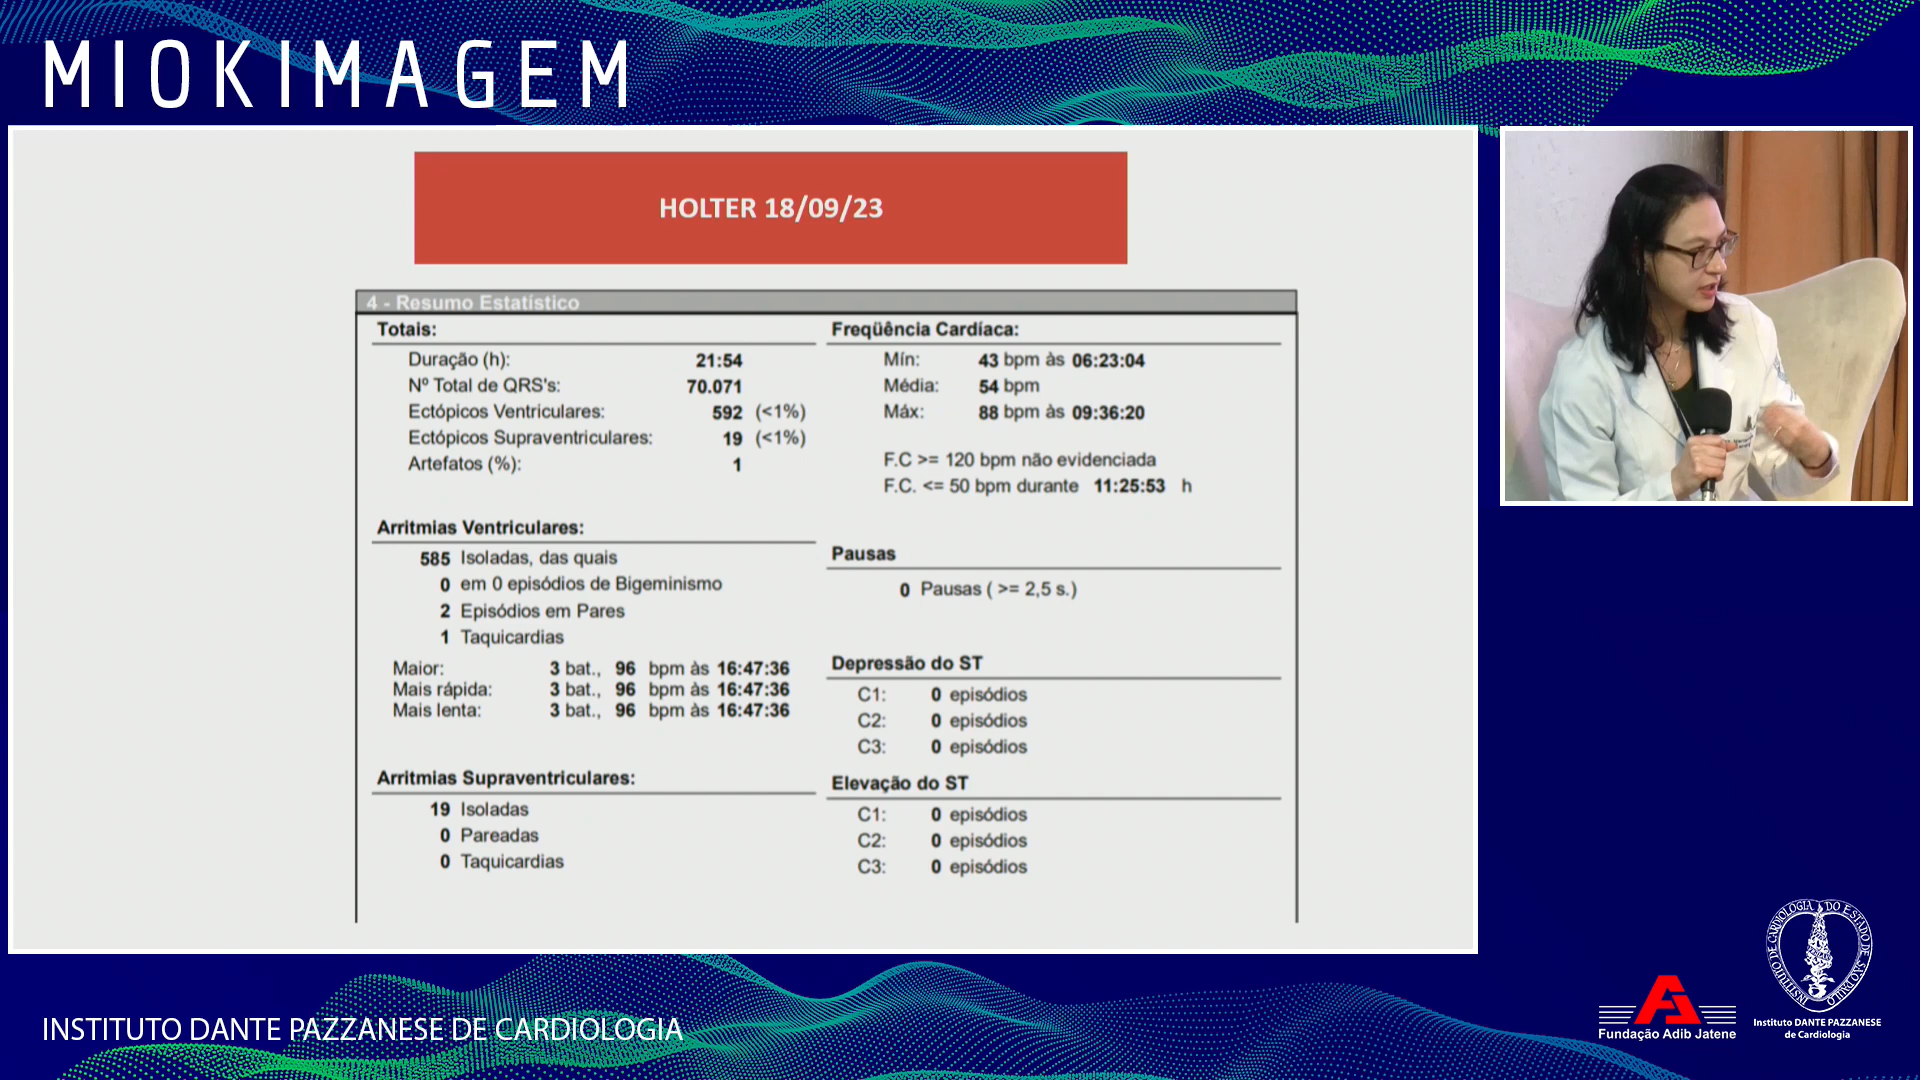 MIOKIMAGEM
HOLTER 18/09/23
4 - Resumo Estatístico
Totais:
Duração (h): 21:54
Nº Total de QRS's: 70.071
Ectópicos Ventriculares: 592 (<1%)
Ectópicos Supraventriculares: 19 (<1%)
Artefatos (%): 1
Arritmias Ventriculares:
585 Isoladas, das quais
0 em 0 episódios de Bigeminismo
2 Episódios em Pares
1 Taquicardias
Maior: 3 bat., 96 bpm às 16:47:36
Mais rápida: 3 bat., 96 bpm às 16:47:36
Mais lenta: 3 bat., 96 bpm às 16:47:36
Arritmias Supraventriculares:
19 Isoladas
0 Pareadas
0 Taquicardias
Freqüência Cardíaca:
Mín: 43 bpm às 06:23:04
Média: 54 bpm
Máx: 88 bpm às 09:36:20
F.C >= 120 bpm não evidenciada
F.C. <= 50 bpm durante 11:25:53 h
Pausas
0 Pausas ( >= 2,5 s.)
Depressão do ST
C1: 0 episódios
C2: 0 episódios
C3: 0 episódios
Elevação do ST
C1: 0 episódios
C2: 0 episódios
C3: 0 episódios
INSTITUTO DANTE PAZZANESE DE CARDIOLOGIA
Fundação Adib Jatene
INSTITUTO DE CARDIOLOGIA DO ESTADO DE SÃO PAULO
Instituto DANTE PAZZANESE
de Cardiologia